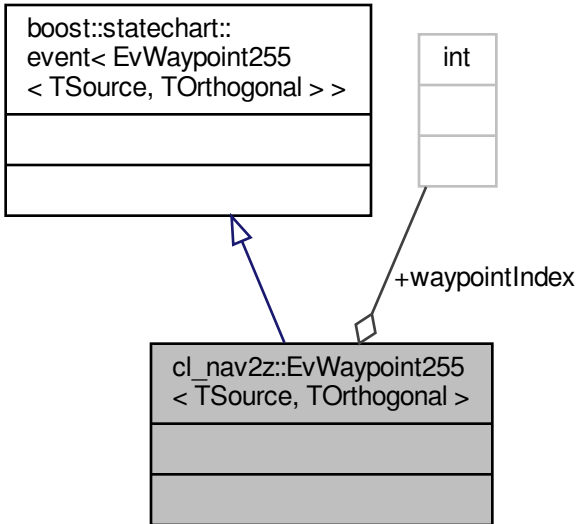 boost::statechart::
event< EvWaypoint255
< TSource, TOrthogonal > >
int
+waypointIndex
cl_nav2z::EvWaypoint255
< TSource, TOrthogonal >